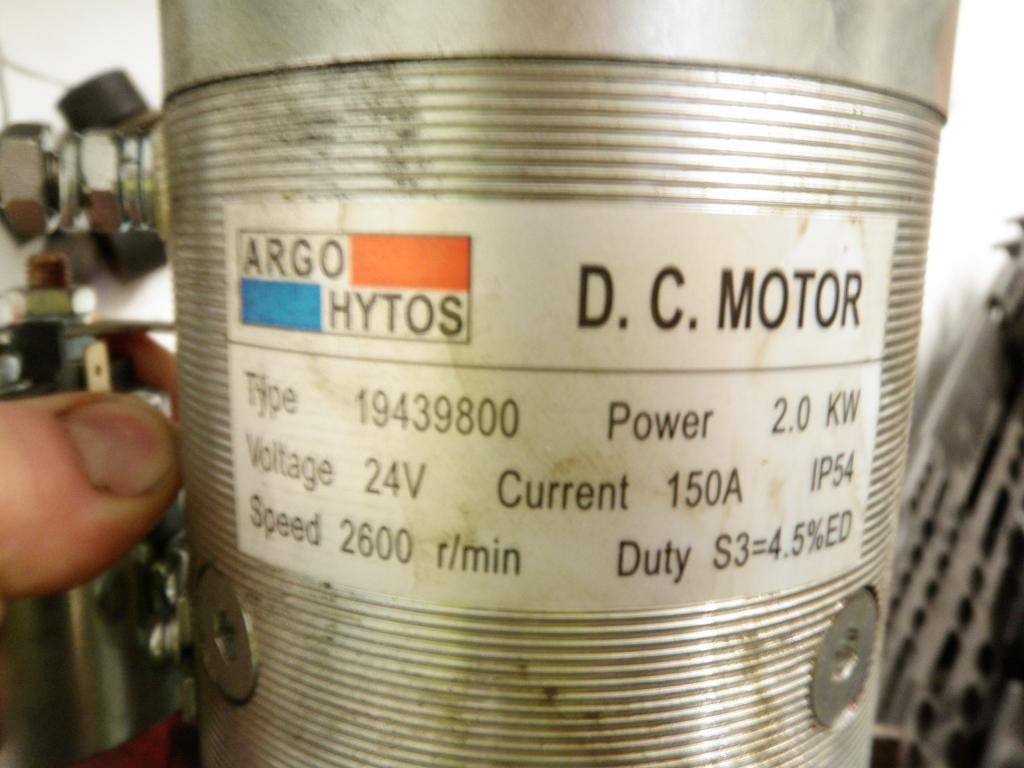 ARGO
HYTOS
D. C. MOTOR
Type 19439800 Power 2.0 KW
Voltage 24V Current 150A IP54
Speed 2600 r/min Duty S3=4.5%ED